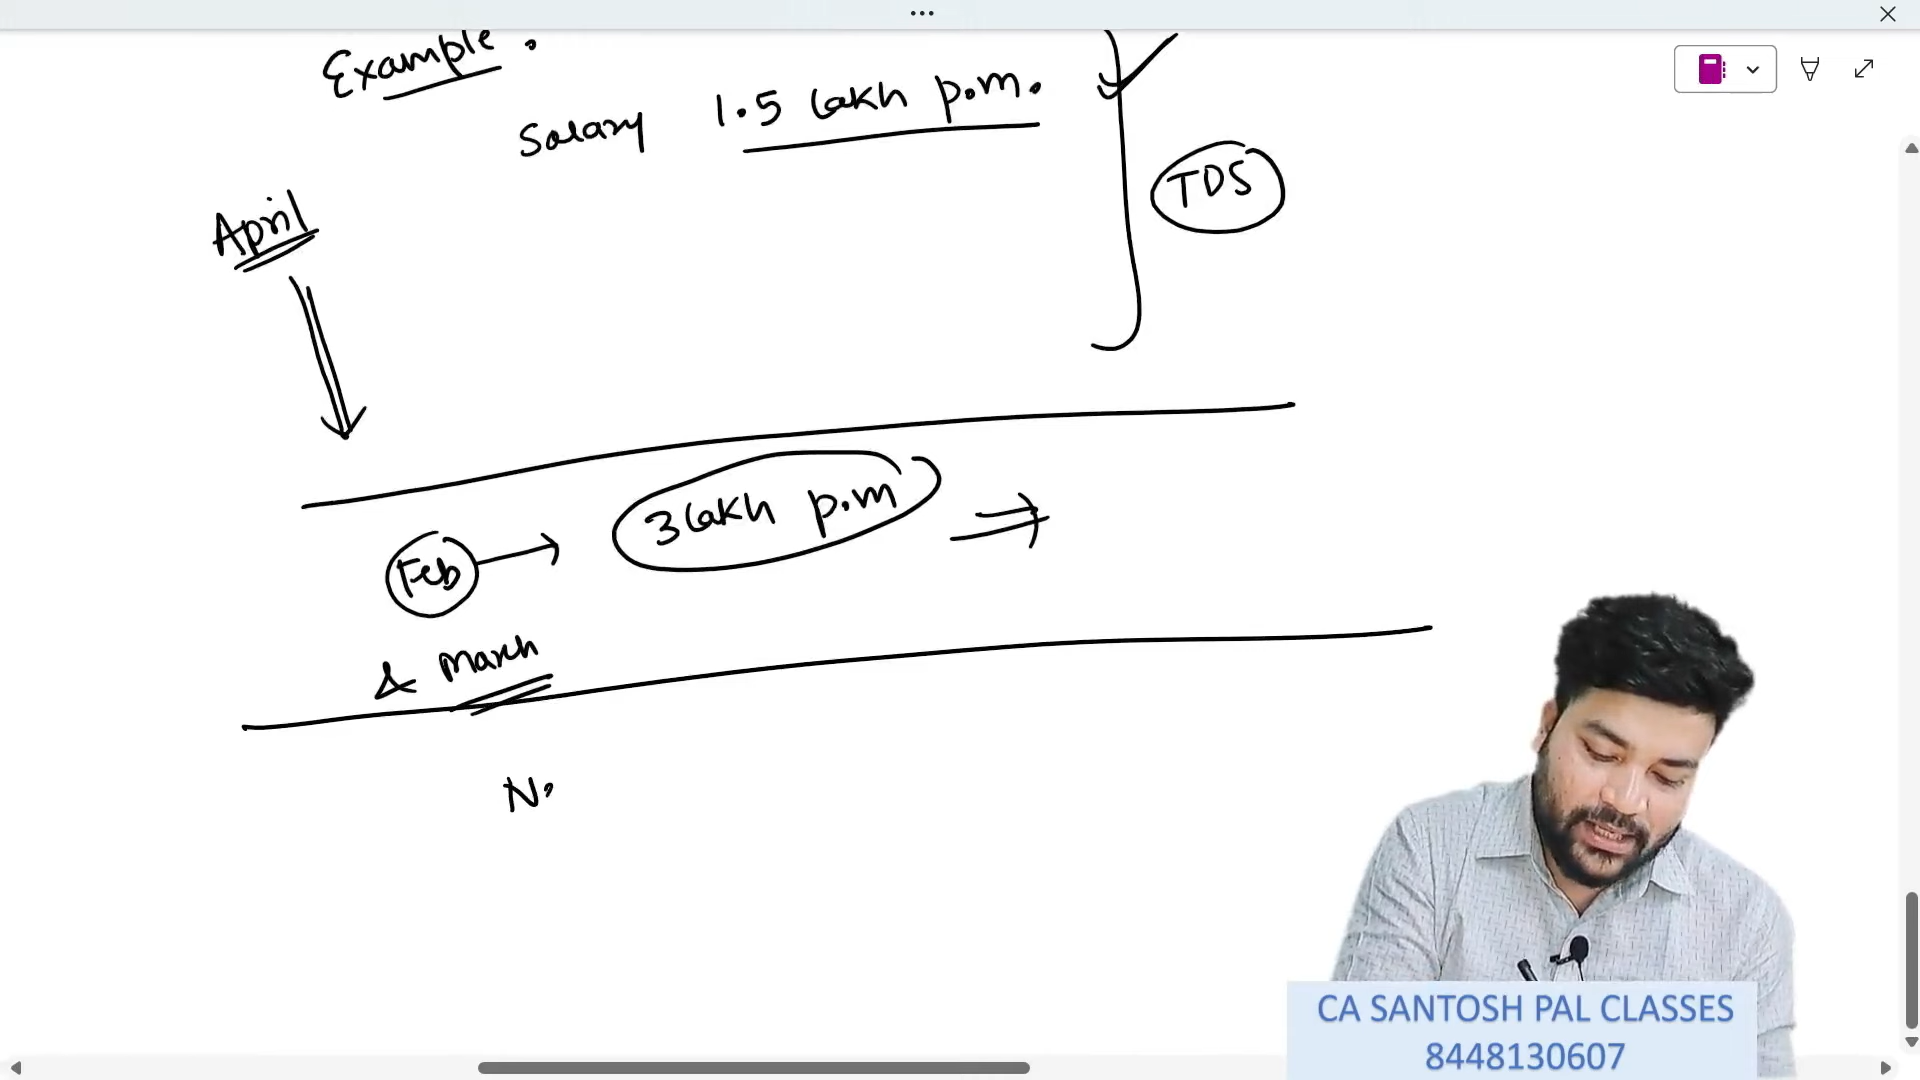 Example.
Salary 1.5 Lakh p.m.
TDS
April
Feb → 3 Lakh p.m ⇒
& March
N.
CA SANTOSH PAL CLASSES
8448130607